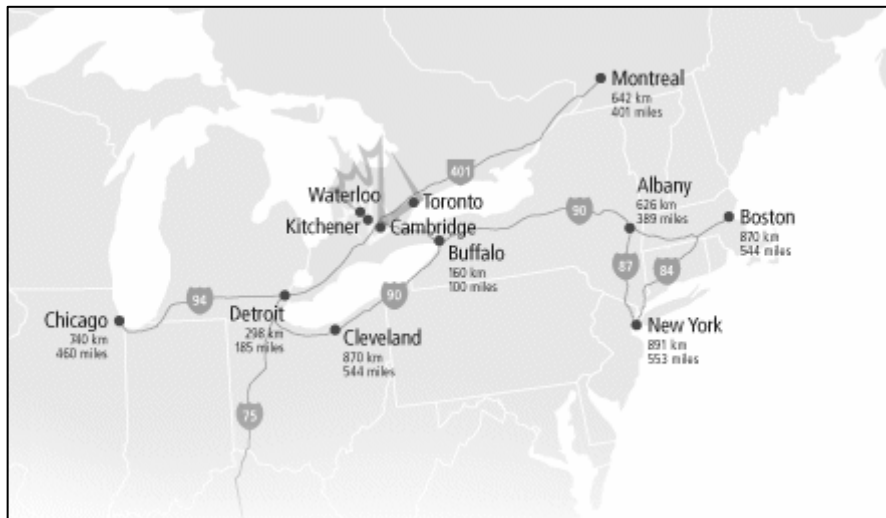 Montreal
642 km
401 miles
401
Waterloo
Toronto
Kitchener
Cambridge
Albany
626 km
389 miles
90
Boston
870 km
544 miles
Buffalo
160 km
100 miles
87
84
94
90
Chicago
740 km
460 miles
Detroit
298 km
185 miles
Cleveland
870 km
544 miles
New York
891 km
553 miles
75